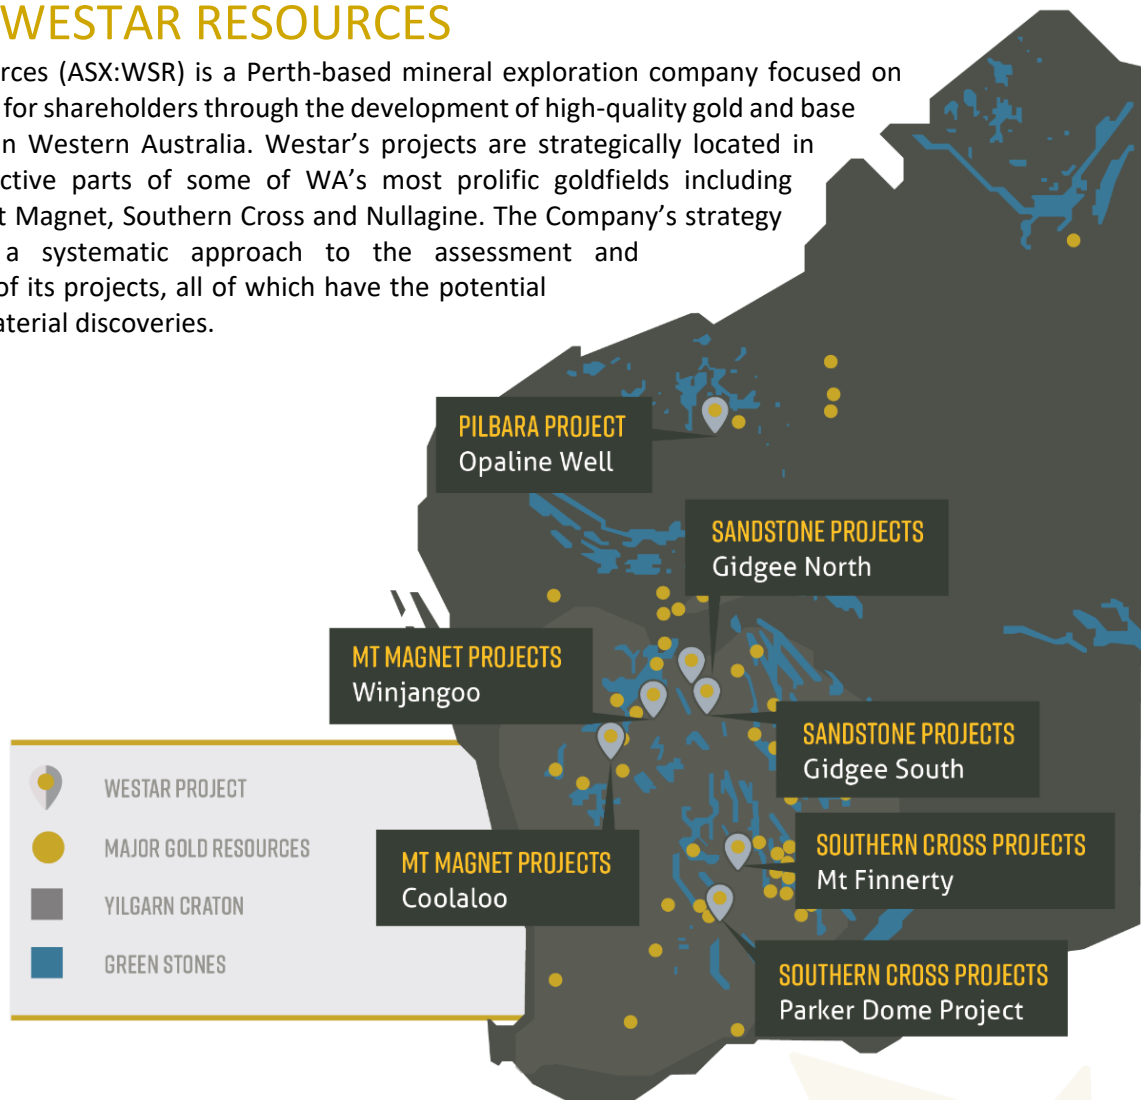 WESTAR RESOURCES
rces (ASX:WSR) is a Perth-based mineral exploration company focused on
for shareholders through the development of high-quality gold and base
n Western Australia. Westar’s projects are strategically located in
ctive parts of some of WA’s most prolific goldfields including
t Magnet, Southern Cross and Nullagine. The Company’s strategy
a systematic approach to the assessment and
of its projects, all of which have the potential
aterial discoveries.
PILBARA PROJECT
Opaline Well
SANDSTONE PROJECTS
Gidgee North
MT MAGNET PROJECTS
Winjangoo
SANDSTONE PROJECTS
Gidgee South
WESTAR PROJECT
MAJOR GOLD RESOURCES
YILGARN CRATON
GREEN STONES
MT MAGNET PROJECTS
Coolaloo
SOUTHERN CROSS PROJECTS
Mt Finnerty
SOUTHERN CROSS PROJECTS
Parker Dome Project